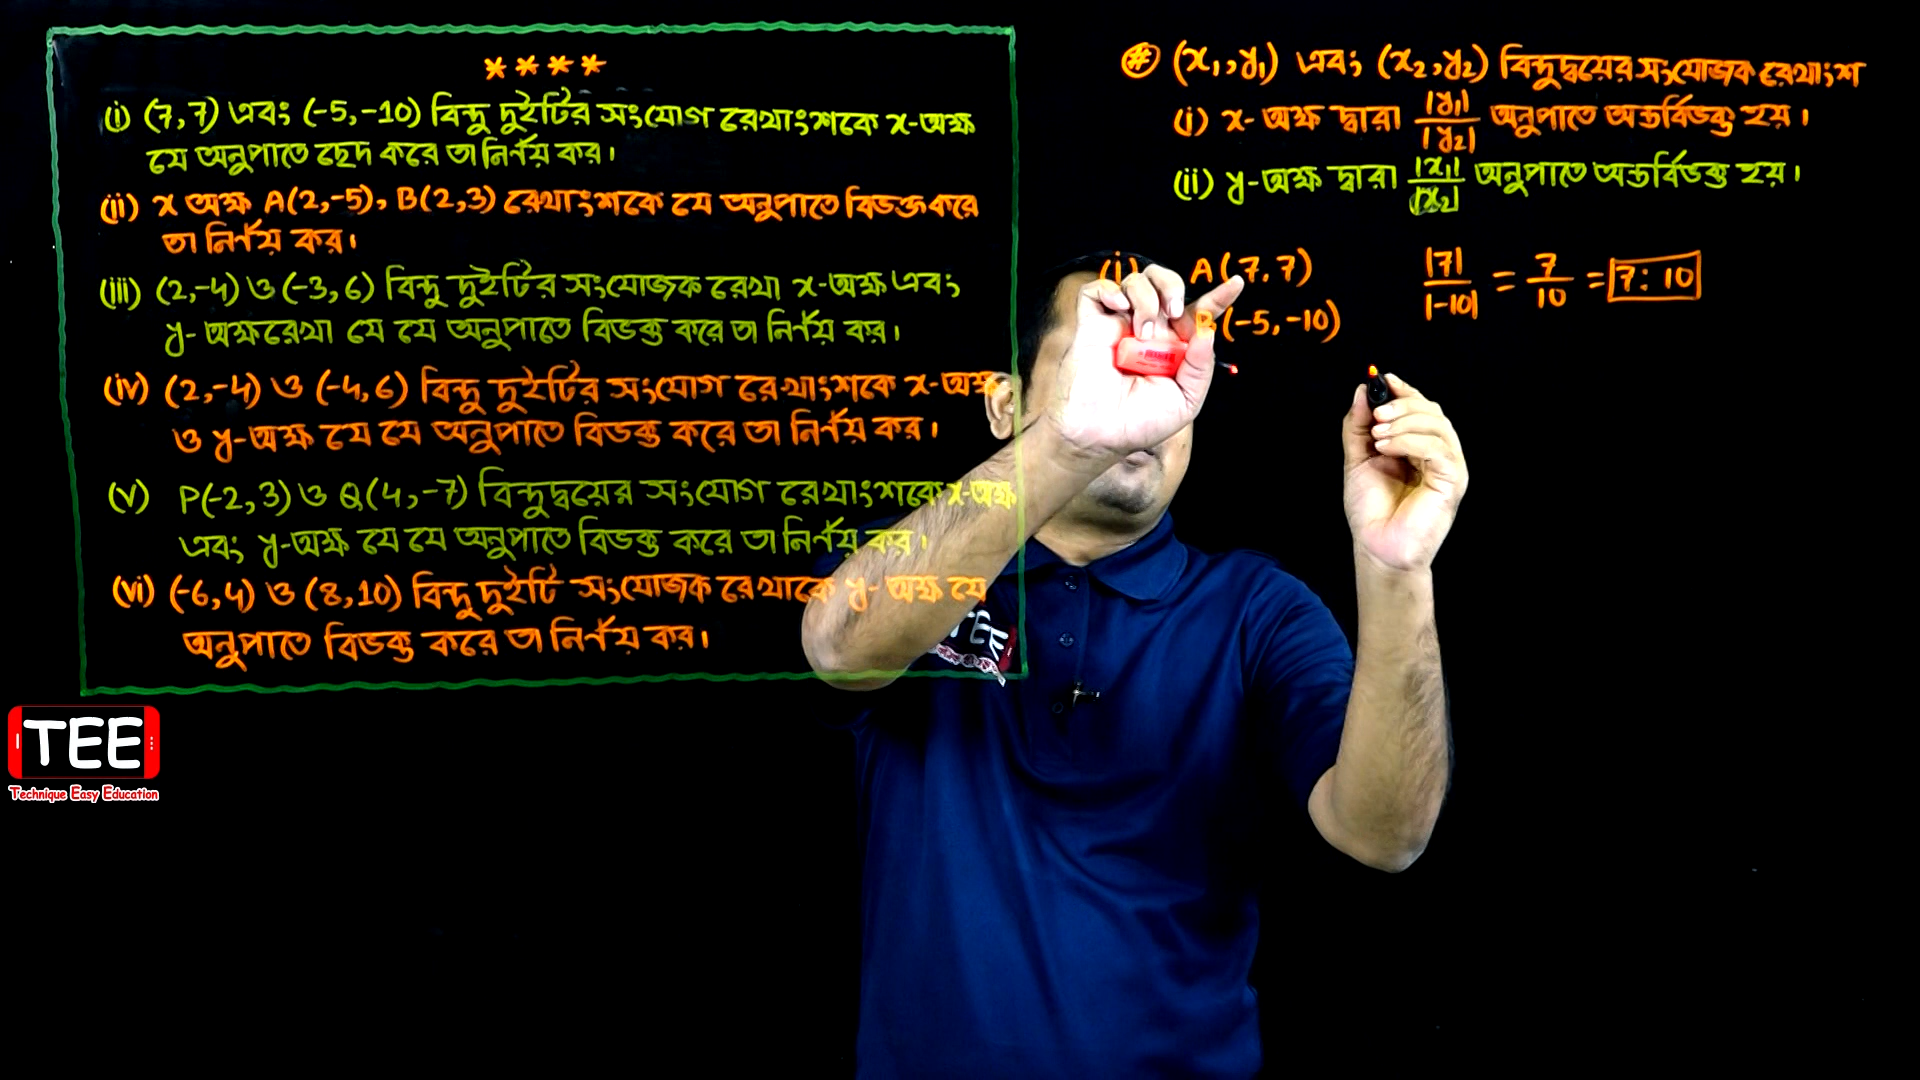 ****
(i) (7,7) এবং (-5,-10) বিন্দু দুইটির সংযোগ রেখাংশকে x-অক্ষ
যে অনুপাতে ছেদ করে তা নির্ণয় কর।
(ii) x অক্ষ A(2,-5), B(2,3) রেখাংশকে যে অনুপাতে বিভক্ত করে
তা নির্ণয় কর।
(iii) (2,-4) ও (-3,6) বিন্দু দুইটির সংযোজক রেখা x-অক্ষ এবং
y-অক্ষরেখা যে যে অনুপাতে বিভক্ত করে তা নির্ণয় কর।
(iv) (2,-4) ও (-4,6) বিন্দু দুইটির সংযোগ রেখাংশকে x-অক্ষ
ও y-অক্ষ যে যে অনুপাতে বিভক্ত করে তা নির্ণয় কর।
(v) P(-2,3) ও Q(4,-7) বিন্দুদ্বয়ের সংযোগ রেখাংশকে x-অক্ষ
এবং y-অক্ষ যে যে অনুপাতে বিভক্ত করে তা নির্ণয় কর।
(vi) (-6,4) ও (8,10) বিন্দু দুইটি সংযোজক রেখাকে y-অক্ষ যে
অনুপাতে বিভক্ত করে তা নির্ণয় কর।
# (x₁,y₁) এবং (x₂,y₂) বিন্দুদ্বয়ের সংযোজক রেখাংশ
(i) x-অক্ষ দ্বারা |y₁|/|y₂| অনুপাতে অন্তর্বিভক্ত হয়।
(ii) y-অক্ষ দ্বারা |x₁|/|x₂| অনুপাতে অন্তর্বিভক্ত হয়।
(i) A(7,7) |7|/|-10| = 7/10 = 7:10
B(-5,-10)
TEE
Technique Easy Education